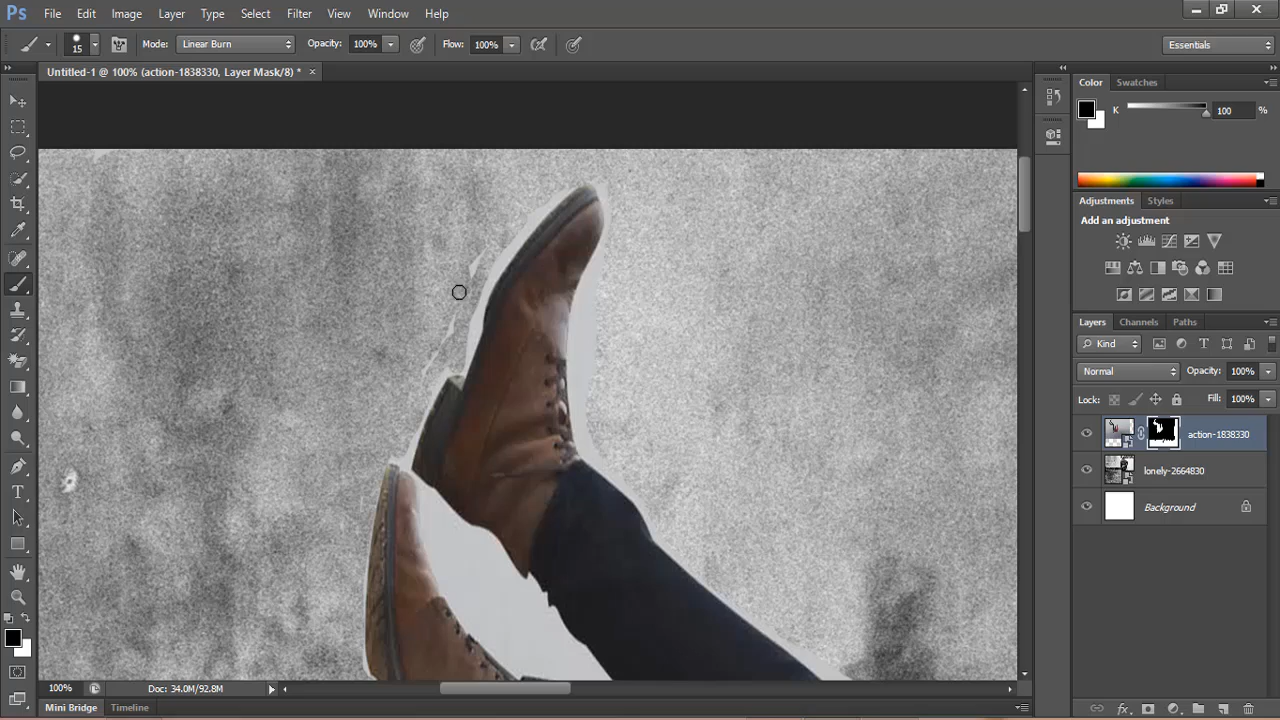 Ps File Edit Image Layer Type Select Filter View Window Help
15 Mode: Linear Burn Opacity: 100% Flow: 100% Essentials
Untitled-1 @ 100% (action-1838330, Layer Mask/8) * ×
Color Swatches
K 100 %
Adjustments Styles
Add an adjustment
Layers Channels Paths
Kind
Normal Opacity: 100%
Lock: Fill: 100%
action-1838330
lonely-2664830
Background
100% Doc: 34.0M/92.8M
Mini Bridge Timeline